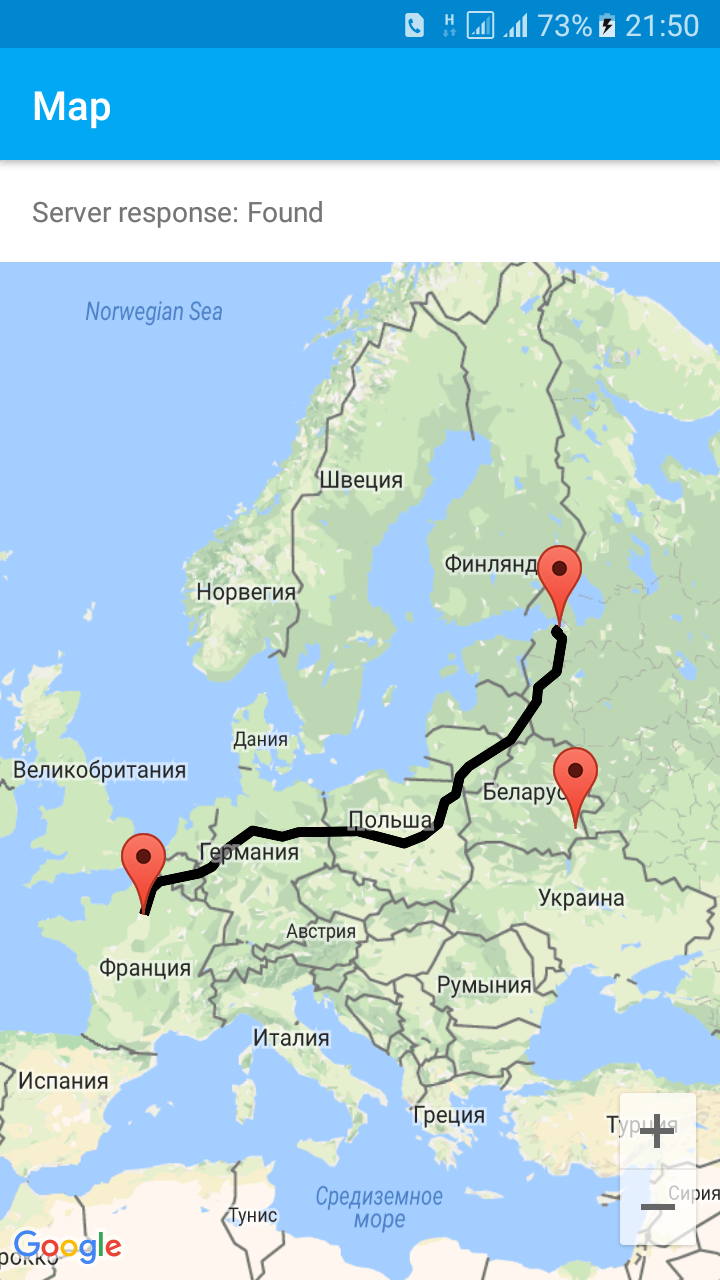 H 73% 21:50
Map
Server response: Found
Norwegian Sea
Швеция
Финлянд
Норвегия
Дания
Великобритания
Беларус
Польша
Германия
Украина
Австрия
Франция
Румыния
Италия
Испания
Греция
Турция
Сирия
Средиземное
море
Тунис
Google
рокко